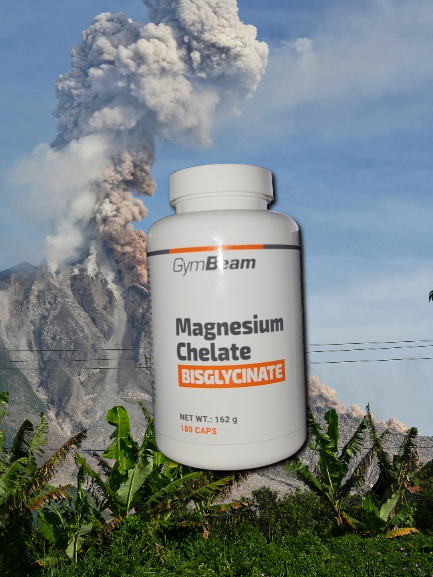 GymBeam
Magnesium
Chelate
BISGLYCINATE
NET WT.: 162 g
180 CAPS